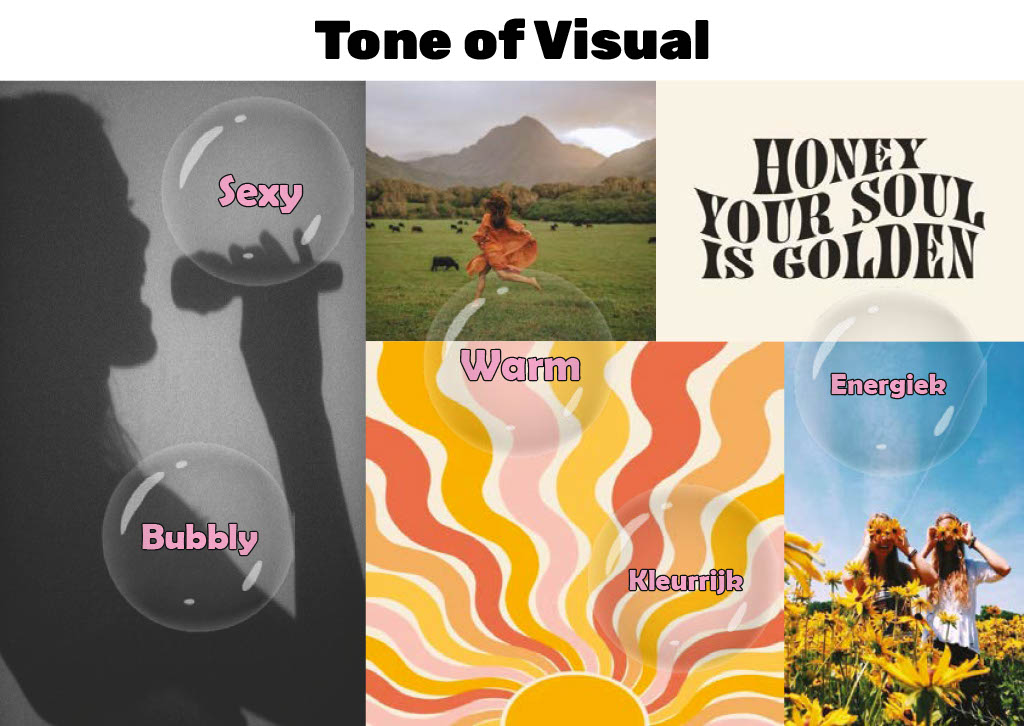 Tone of Visual
Sexy
HONEY
YOUR SOUL
IS GOLDEN
Warm
Energiek
Bubbly
Kleurrijk